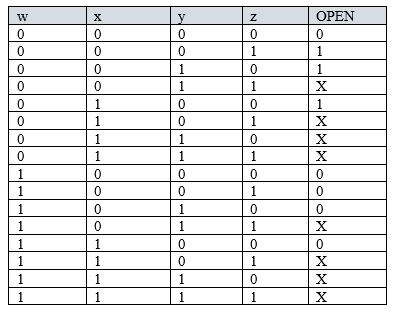 w x y z OPEN
0 0 0 0 0
0 0 0 1 1
0 0 1 0 1
0 0 1 1 X
0 1 0 0 1
0 1 0 1 X
0 1 1 0 X
0 1 1 1 X
1 0 0 0 0
1 0 0 1 0
1 0 1 0 0
1 0 1 1 X
1 1 0 0 0
1 1 0 1 X
1 1 1 0 X
1 1 1 1 X